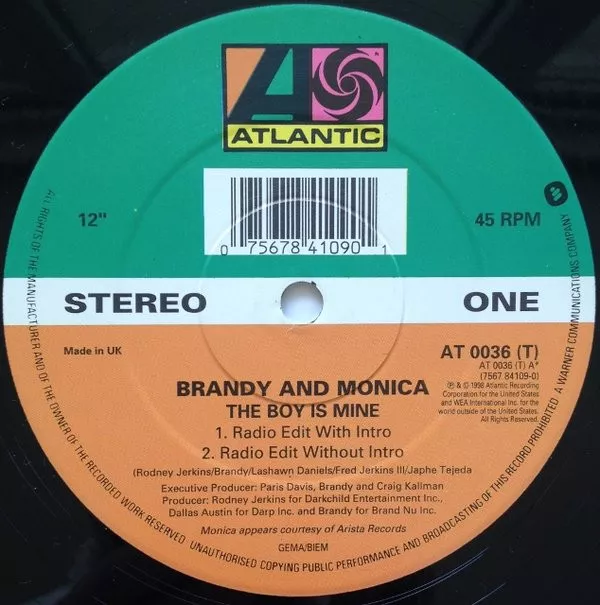 ATLANTIC
0 75678 41090 1
12"
45 RPM
STEREO
ONE
Made in UK
AT 0036 (T)
AT 0036 (T) A*
(7567 84109-0)
℗ & © 1998 Atlantic Recording
Corporation for the United States
and WEA International Inc. for the
world outside of the United States.
All Rights Reserved.
BRANDY AND MONICA
THE BOY IS MINE
1. Radio Edit With Intro
2. Radio Edit Without Intro
(Rodney Jerkins/Brandy/Lashawn Daniels/Fred Jerkins III/Japhe Tejeda
Executive Producer: Paris Davis, Brandy and Craig Kallman
Producer: Rodney Jerkins for Darkchild Entertainment Inc.,
Dallas Austin for Darp Inc. and Brandy for Brand Nu Inc.
Monica appears courtesy of Arista Records
GEMA/BIEM
ALL RIGHTS OF THE MANUFACTURER AND OF THE OWNER OF THE RECORDED WORK RESERVED UNAUTHORISED COPYING PUBLIC PERFORMANCE AND BROADCASTING OF THIS RECORD PROHIBITED A WARNER COMMUNICATIONS COMPANY